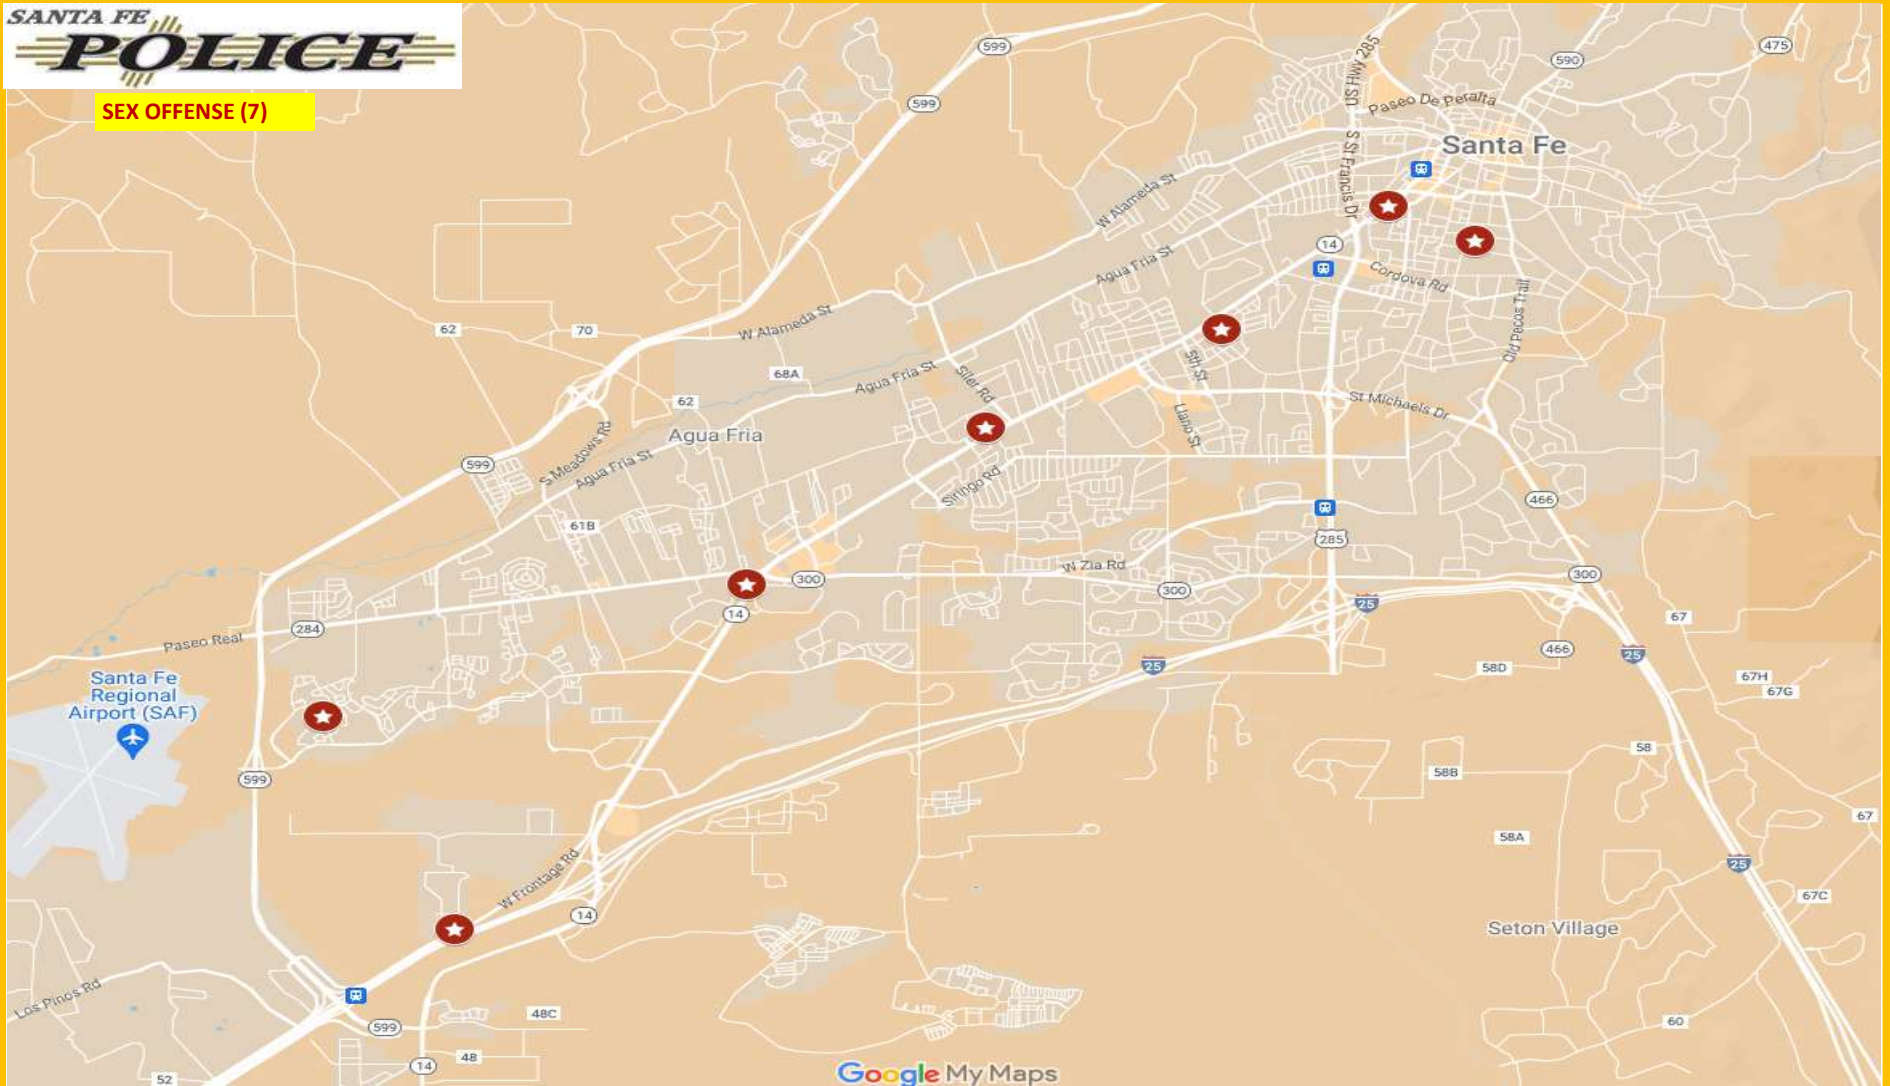 SANTA FE
POLICE
SEX OFFENSE (7)
599
475
590
US Hwy 285
599
Paseo De Peralta
Santa Fe
S St Francis Dr
W Alameda St
14
Agua Fria St
Cordova Rd
Old Pecos Trail
62
70
W Alameda St
5th St
68A
Agua Fria St
Siler Rd
62
St Michaels Dr
Llano St
Agua Fria
S Meadows Rd
599
Agua Fria St
Siringo Rd
466
61B
285
W Zia Rd
300
300
300
14
25
67
284
Paseo Real
466
25
25
58D
Santa Fe
Regional
Airport (SAF)
67H
67G
58
599
58B
67
58A
25
W Frontage Rd
67C
14
Seton Village
Los Pinos Rd
48C
60
599
48
14
52
Google My Maps